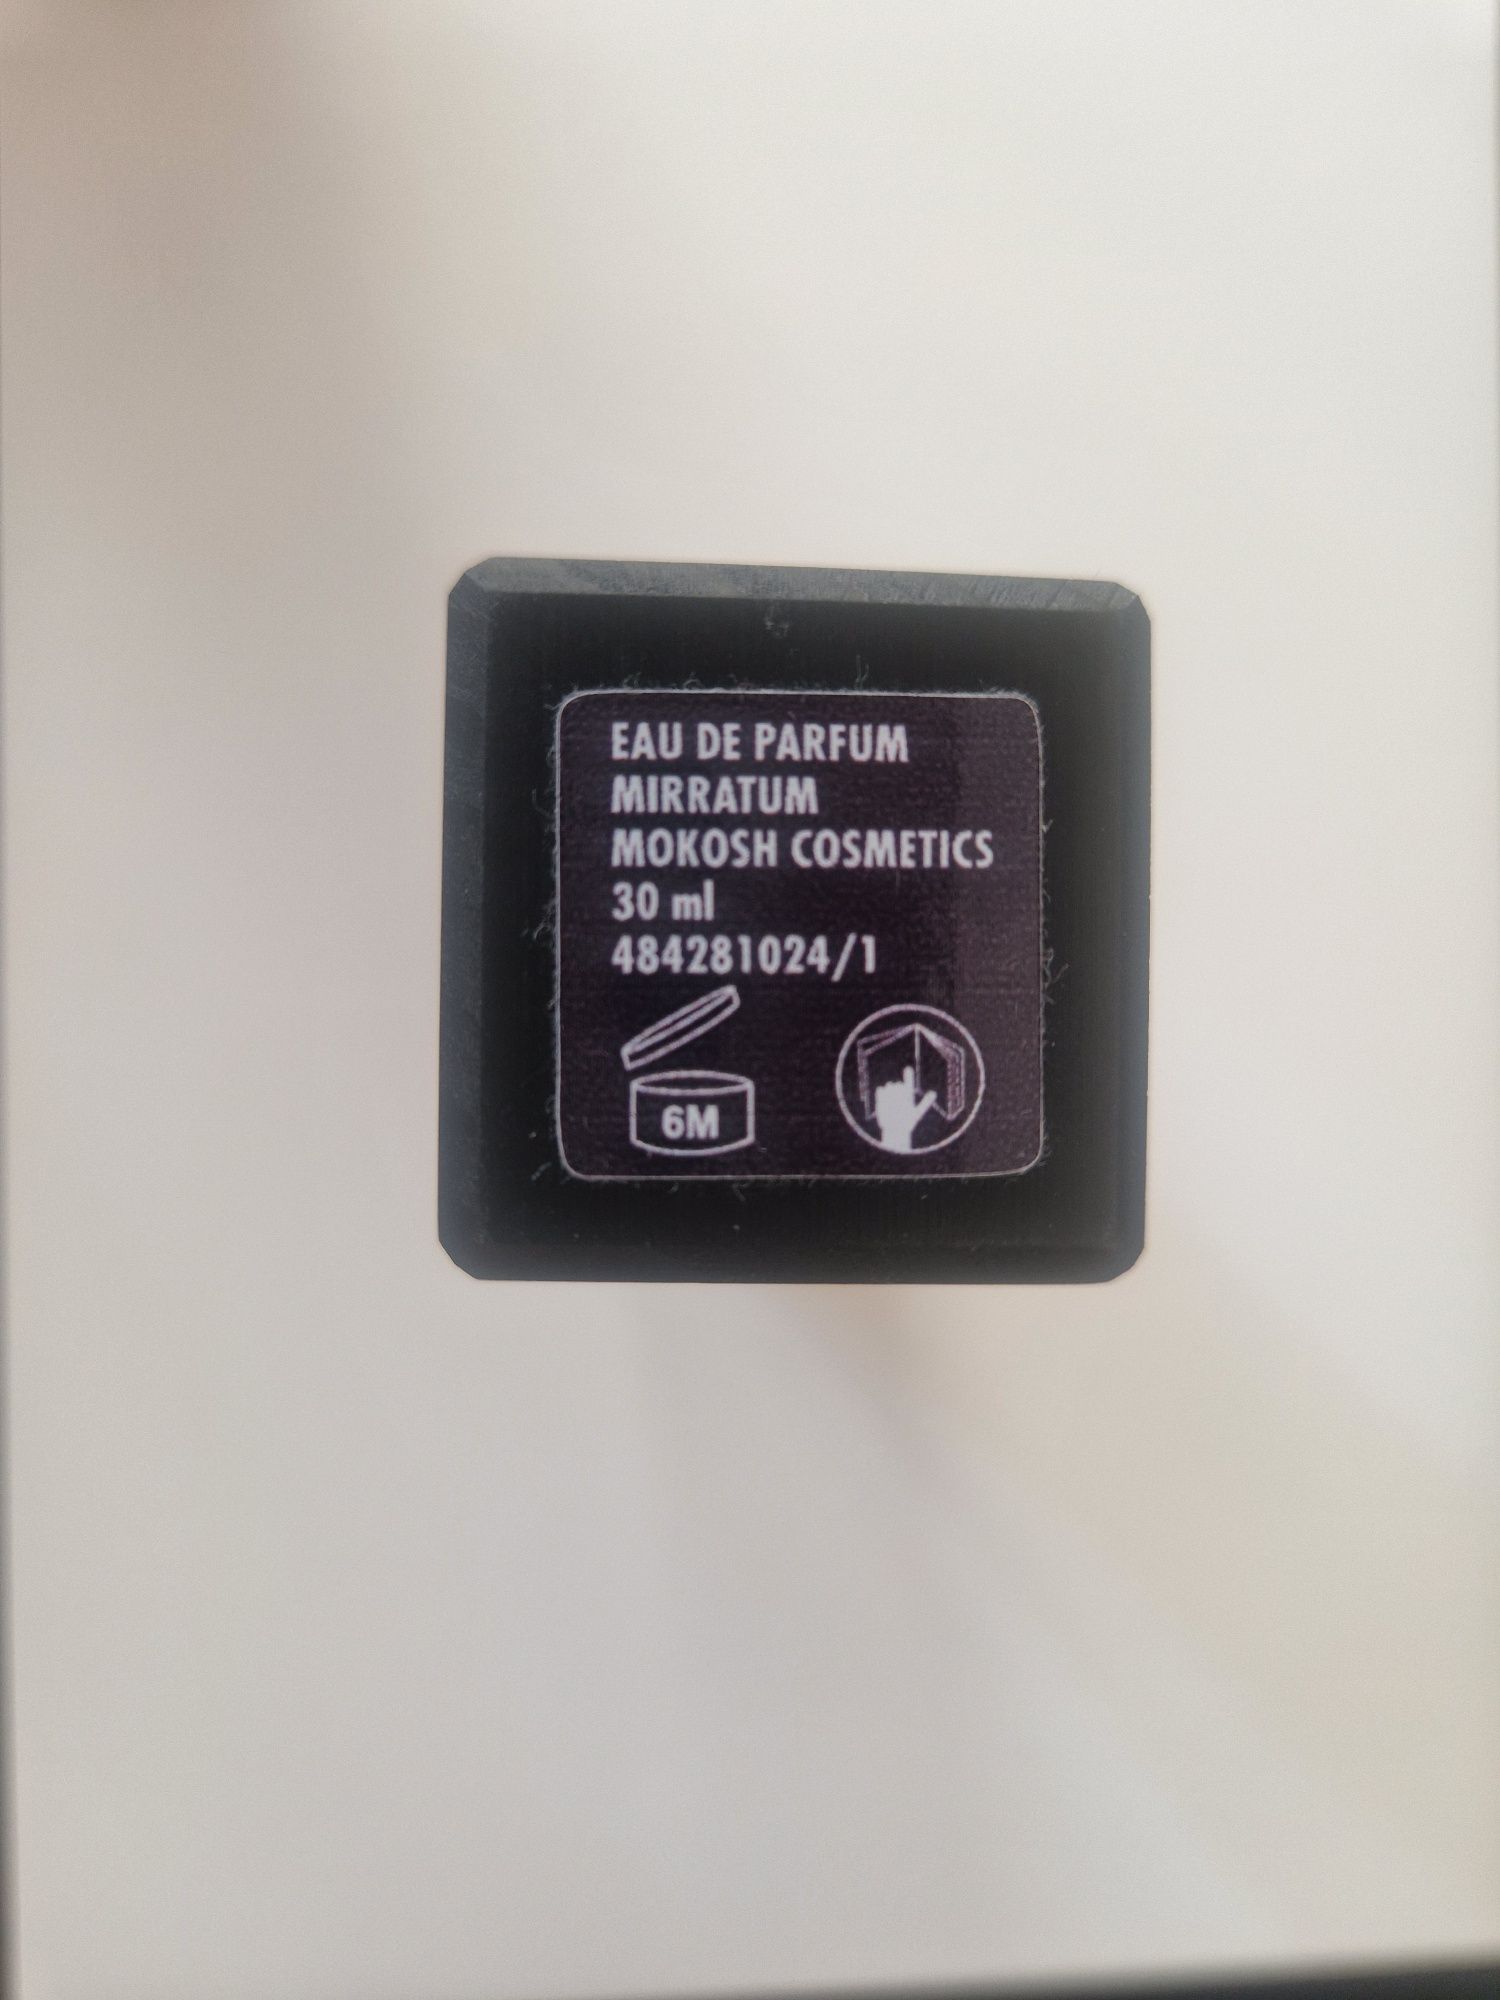 EAU DE PARFUM
MIRRATUM
MOKOSH COSMETICS
30 ml
484281024/1
6M